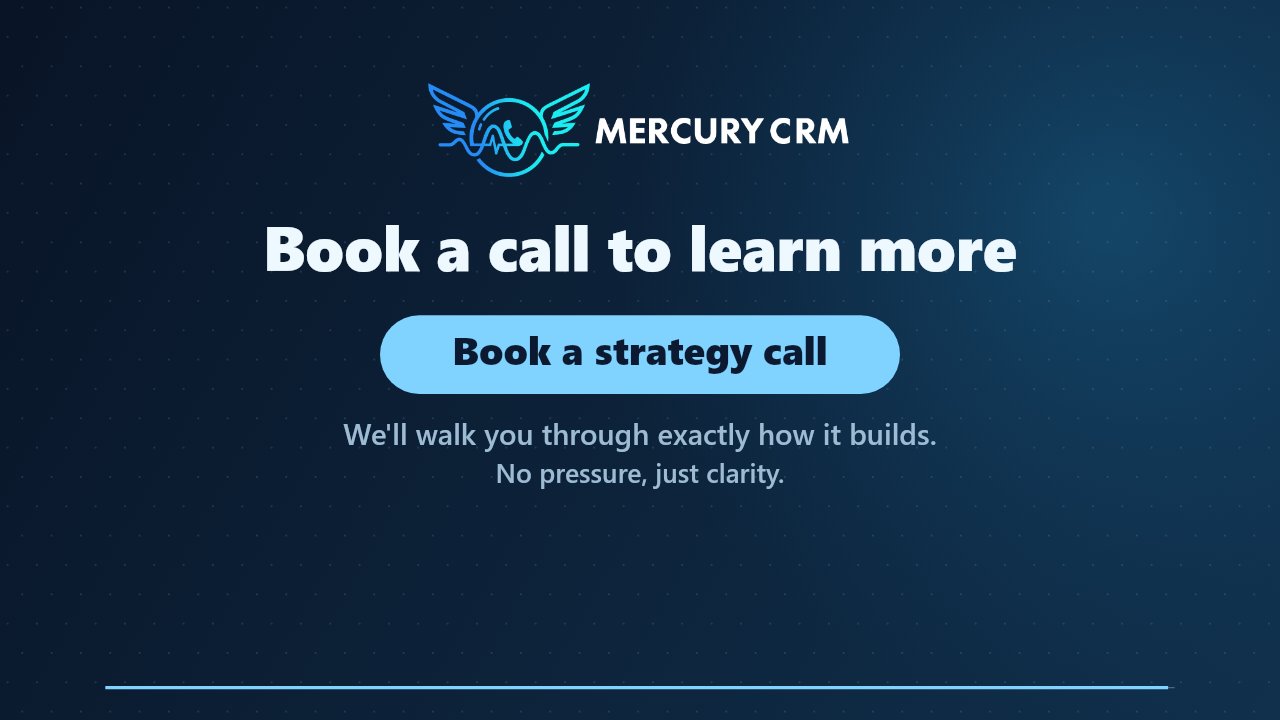 MERCURY CRM
Book a call to learn more
Book a strategy call
We'll walk you through exactly how it builds.
No pressure, just clarity.